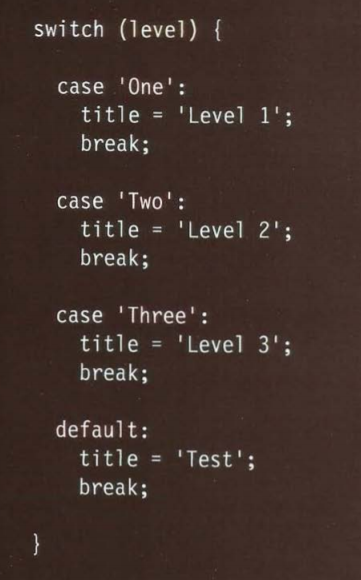 switch (level) {
case 'One':
title = 'Level 1';
break;
case 'Two':
title = 'Level 2';
break;
case 'Three':
title = 'Level 3';
break;
default:
title = 'Test';
break;
}